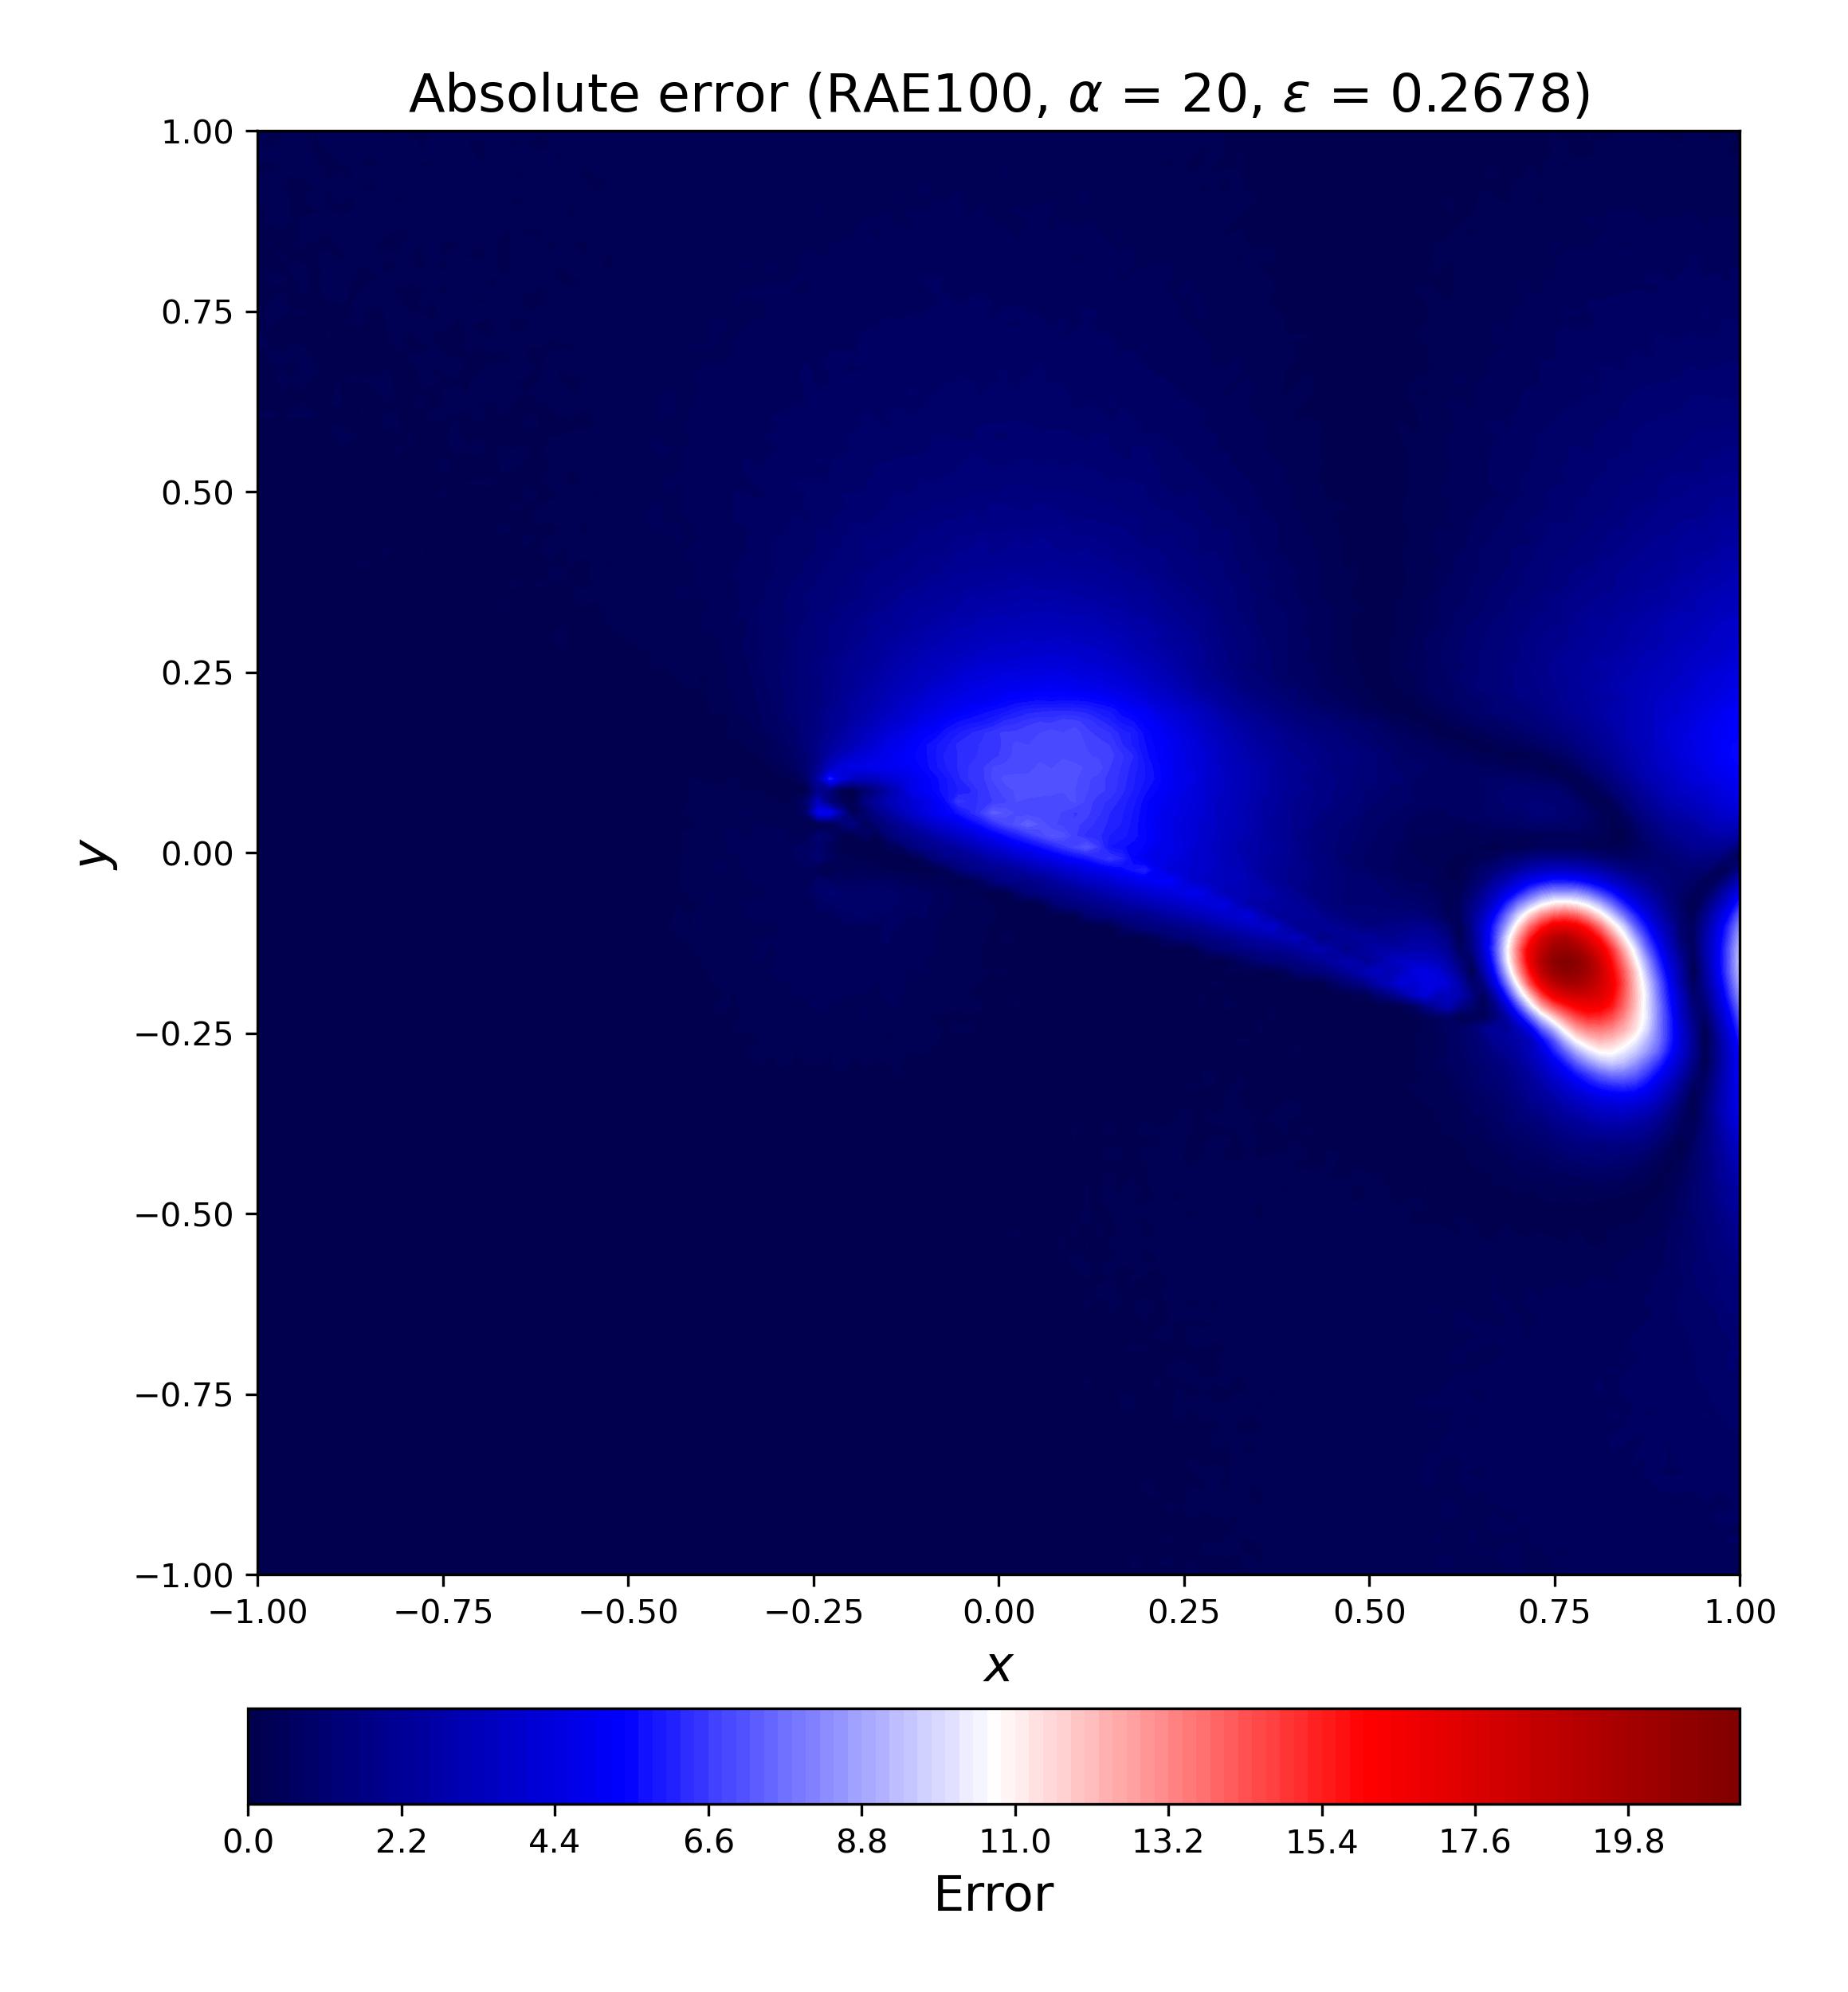 Absolute error (RAE100, α = 20, ε = 0.2678)
1.00
0.75
0.50
0.25
0.00
−0.25
−0.50
−0.75
−1.00
y
−1.00 −0.75 −0.50 −0.25 0.00 0.25 0.50 0.75 1.00
x
0.0 2.2 4.4 6.6 8.8 11.0 13.2 15.4 17.6 19.8
Error